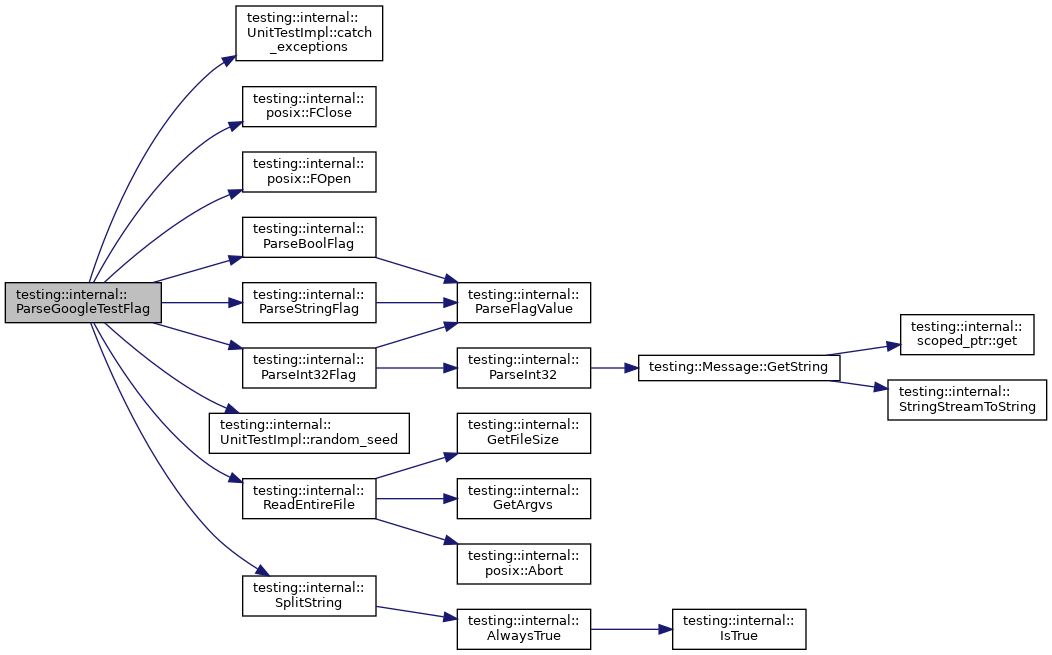 testing::internal::
UnitTestImpl::catch
_exceptions
testing::internal::
posix::FClose
testing::internal::
posix::FOpen
testing::internal::
ParseBoolFlag
testing::internal::
ParseGoogleTestFlag
testing::internal::
ParseStringFlag
testing::internal::
ParseFlagValue
testing::internal::
scoped_ptr::get
testing::internal::
ParseInt32Flag
testing::internal::
ParseInt32
testing::Message::GetString
testing::internal::
StringStreamToString
testing::internal::
UnitTestImpl::random_seed
testing::internal::
GetFileSize
testing::internal::
ReadEntireFile
testing::internal::
GetArgvs
testing::internal::
posix::Abort
testing::internal::
SplitString
testing::internal::
AlwaysTrue
testing::internal::
IsTrue